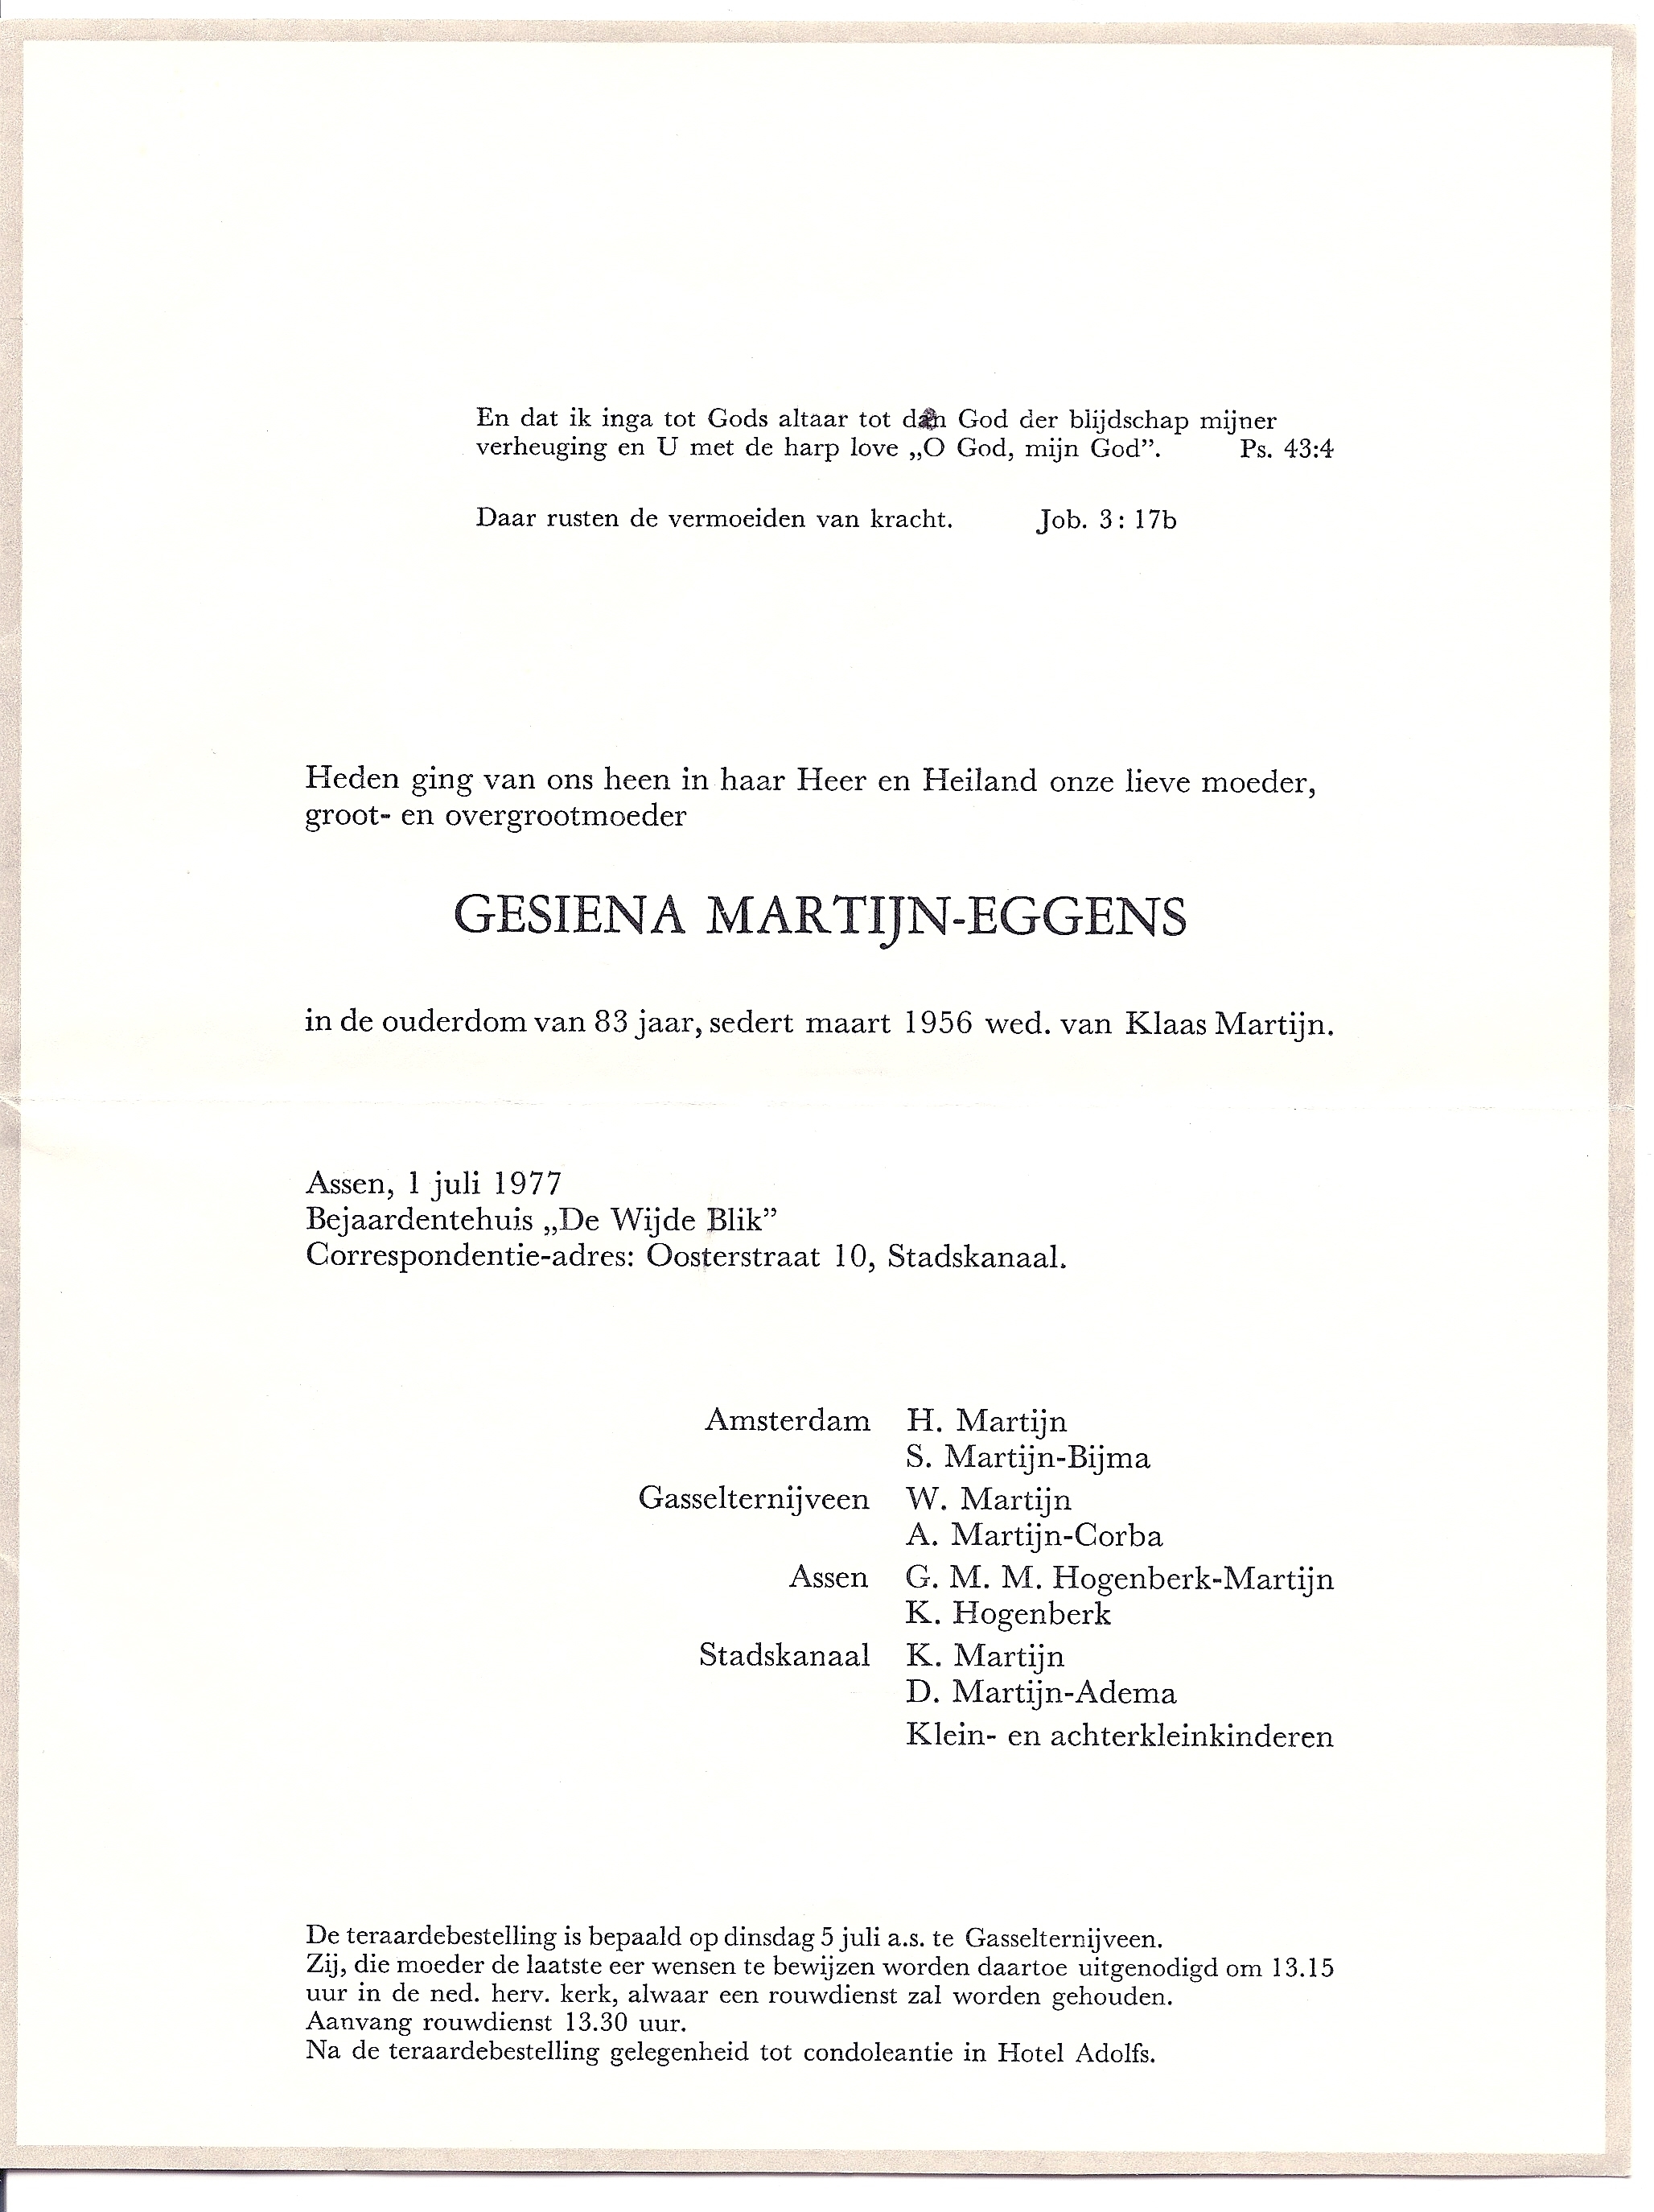 En dat ik inga tot Gods altaar tot dan God der blijdschap mijner
verheuging en U met de harp love „O God, mijn God”. Ps. 43:4
Daar rusten de vermoeiden van kracht. Job. 3: 17b
Heden ging van ons heen in haar Heer en Heiland onze lieve moeder,
groot- en overgrootmoeder
GESIENA MARTIJN-EGGENS
in de ouderdom van 83 jaar, sedert maart 1956 wed. van Klaas Martijn.
Assen, 1 juli 1977
Bejaardentehuis „De Wijde Blik”
Correspondentie-adres: Oosterstraat 10, Stadskanaal.
Amsterdam H. Martijn
S. Martijn-Bijma
Gasselternijveen W. Martijn
A. Martijn-Corba
Assen G. M. M. Hogenberk-Martijn
K. Hogenberk
Stadskanaal K. Martijn
D. Martijn-Adema
Klein- en achterkleinkinderen
De teraardebestelling is bepaald op dinsdag 5 juli a.s. te Gasselternijveen.
Zij, die moeder de laatste eer wensen te bewijzen worden daartoe uitgenodigd om 13.15
uur in de ned. herv. kerk, alwaar een rouwdienst zal worden gehouden.
Aanvang rouwdienst 13.30 uur.
Na de teraardebestelling gelegenheid tot condoleantie in Hotel Adolfs.